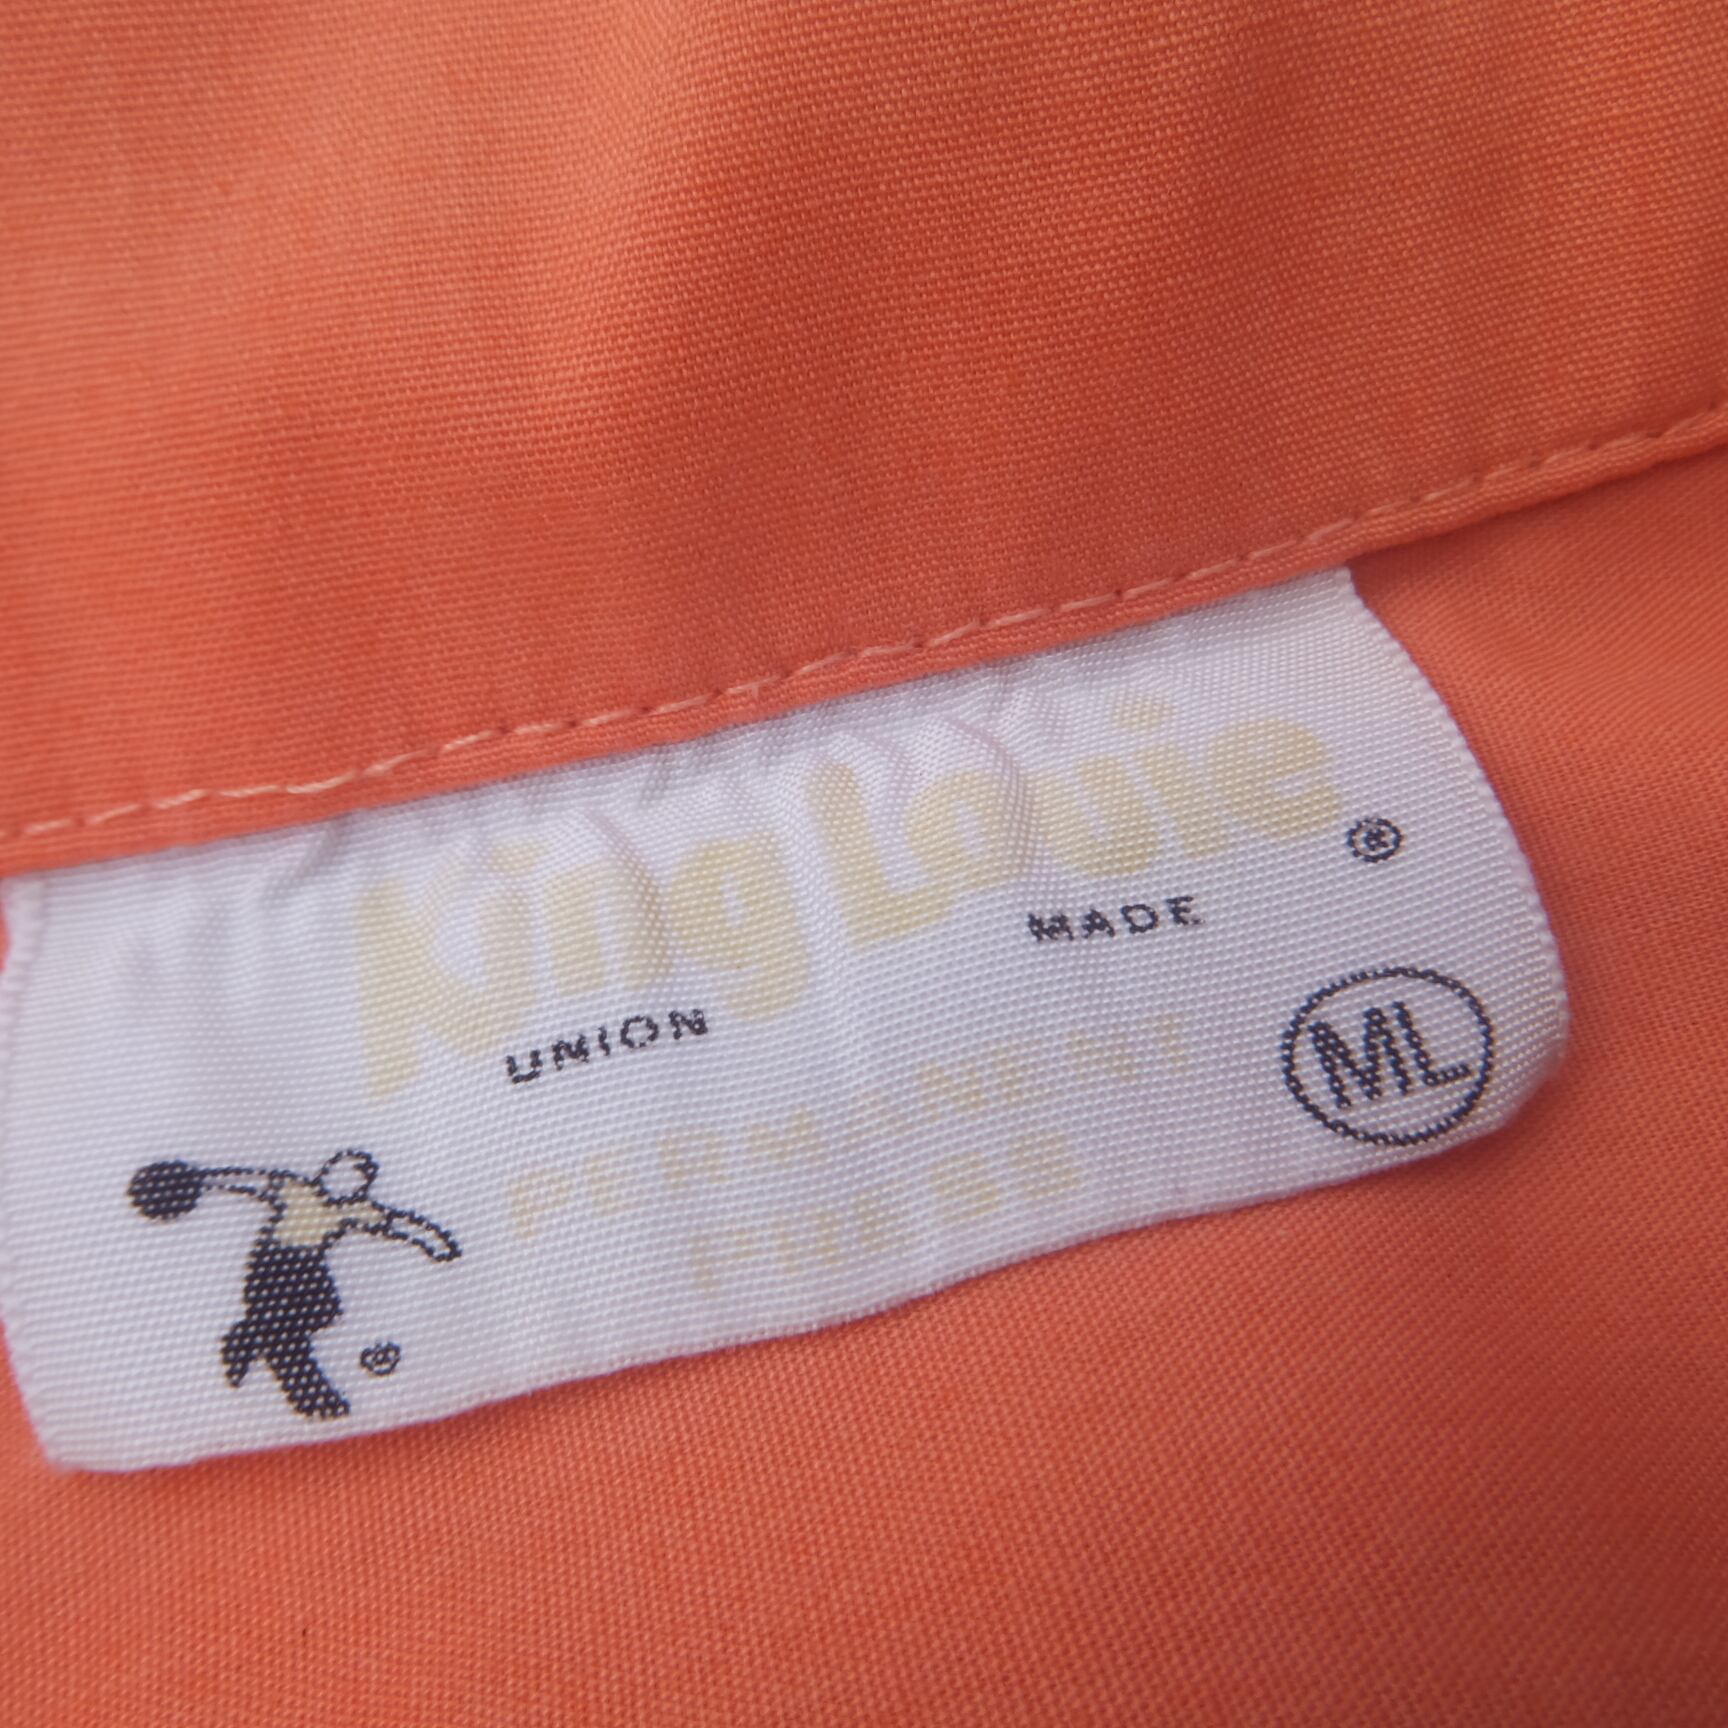 King Louie ®
UNION MADE
PERMANENT
PRESS
ML
®